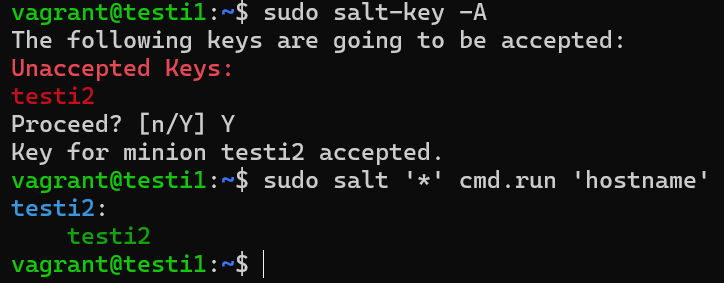 vagrant@testi1:~$ sudo salt-key -A
The following keys are going to be accepted:
Unaccepted Keys:
testi2
Proceed? [n/Y] Y
Key for minion testi2 accepted.
vagrant@testi1:~$ sudo salt '*' cmd.run 'hostname'
testi2:
    testi2
vagrant@testi1:~$